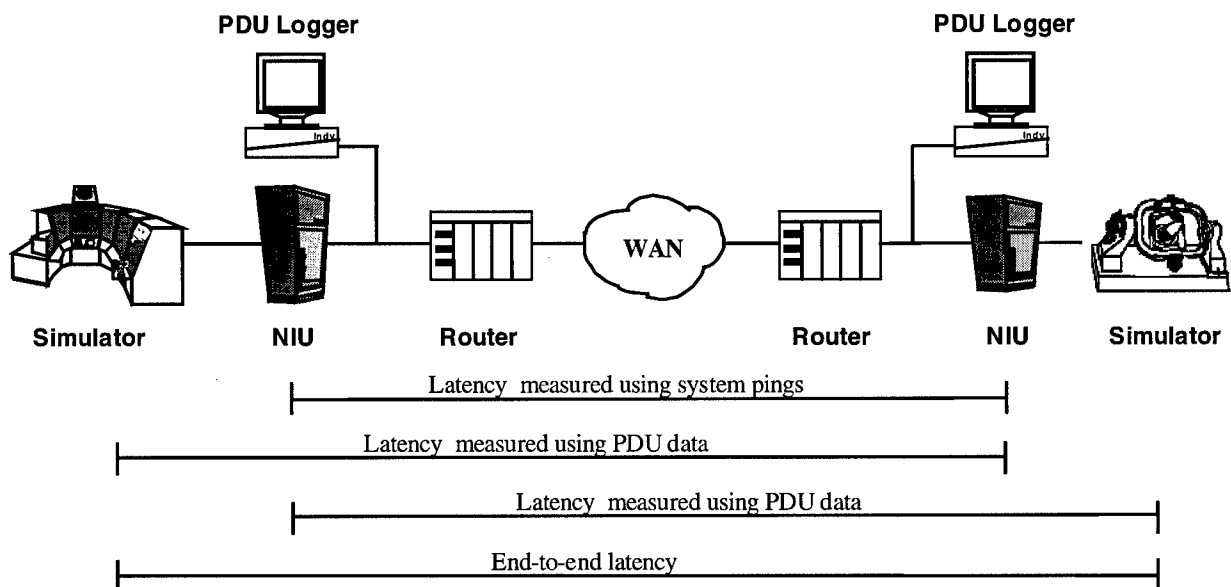 PDU Logger
PDU Logger
Indy
Indy
WAN
Simulator
NIU
Router
Router
NIU
Simulator
Latency measured using system pings
Latency measured using PDU data
Latency measured using PDU data
End-to-end latency